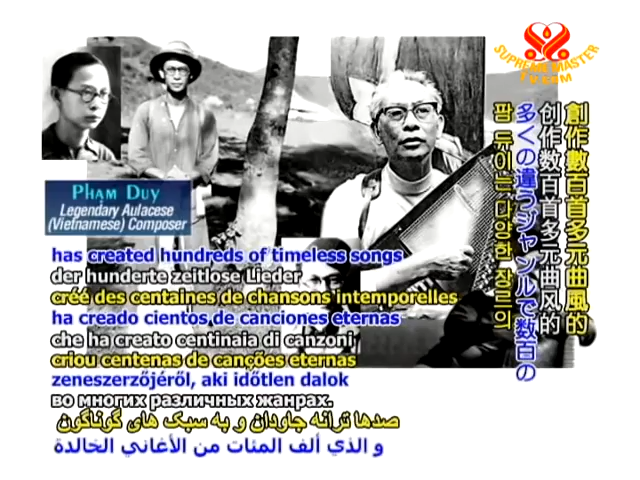 SUPREME MASTER
TV.com
創作數百首多元曲風的
创作数百首多元曲风的
多くの違うジャンルで数百の
팜 듀이는 다양한 장르의
PHẠM DUY
Legendary Aulacese
(Vietnamese) Composer
has created hundreds of timeless songs
der hunderte zeitlose Lieder
créé des centaines de chansons intemporelles
ha creado cientos de canciones eternas
che ha creato centinaia di canzoni,
criou centenas de canções eternas
zeneszerzőjéről, aki időtlen dalok
во многих различных жанрах.
صدها ترانه جاودان و به سبک های گوناگون
و الذي ألف المئات من الأغاني الخالدة